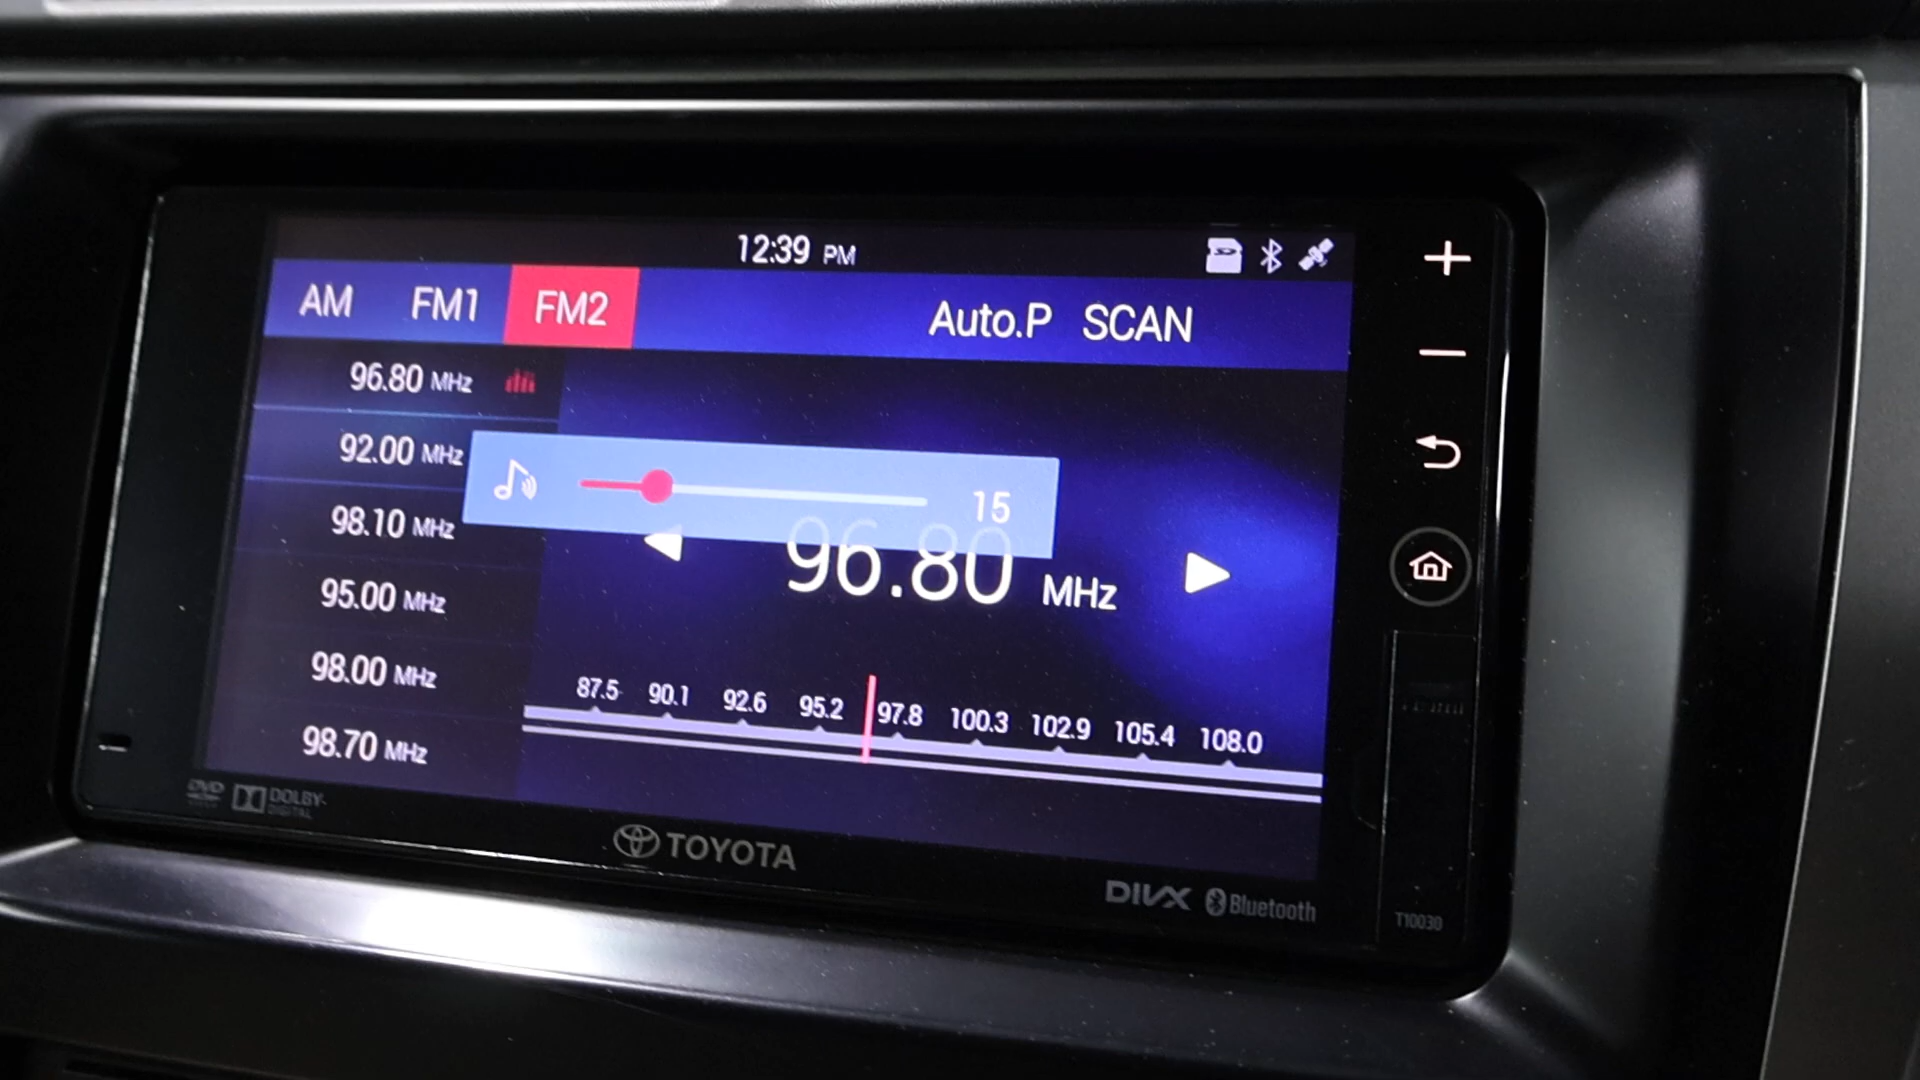 12:39 PM
AM FM1 FM2 Auto.P SCAN
96.80 MHz
92.00 MHz
98.10 MHz
95.00 MHz
98.00 MHz
98.70 MHz
15
96.80 MHz
87.5 90.1 92.6 95.2 97.8 100.3 102.9 105.4 108.0
DVD
DOLBY
DIGITAL
TOYOTA
DIVX Bluetooth
T10030